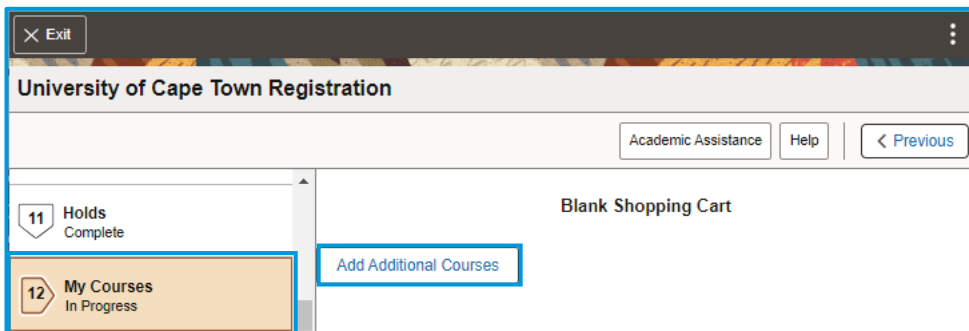 Exit
University of Cape Town Registration
Academic Assistance
Help
Previous
11
Holds
Complete
Blank Shopping Cart
Add Additional Courses
12
My Courses
In Progress